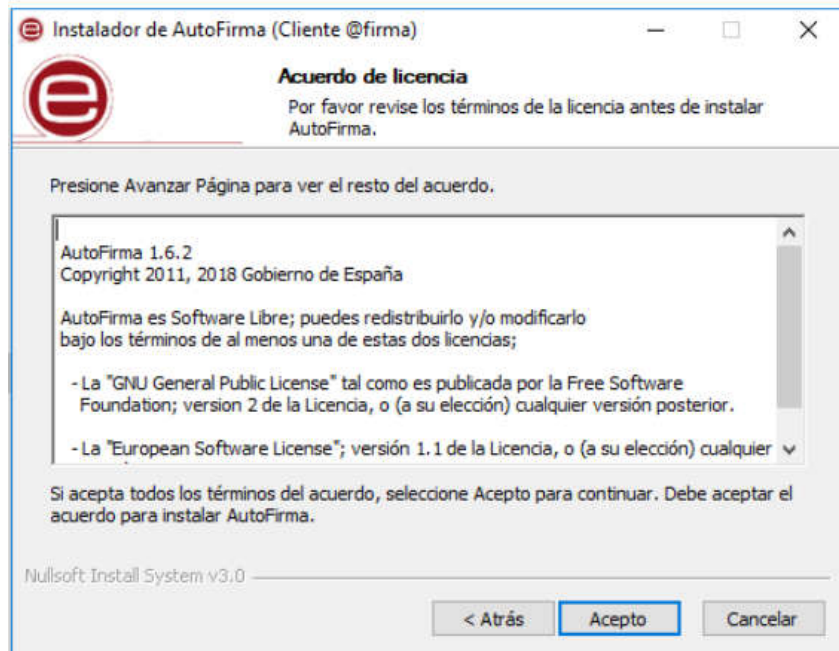 Instalador de AutoFirma (Cliente @firma)
Acuerdo de licencia
Por favor revise los términos de la licencia antes de instalar
AutoFirma.
Presione Avanzar Página para ver el resto del acuerdo.
AutoFirma 1.6.2
Copyright 2011, 2018 Gobierno de España
AutoFirma es Software Libre; puedes redistribuirlo y/o modificarlo
bajo los términos de al menos una de estas dos licencias;
- La "GNU General Public License" tal como es publicada por la Free Software
Foundation; version 2 de la Licencia, o (a su elección) cualquier versión posterior.
- La "European Software License"; versión 1.1 de la Licencia, o (a su elección) cualquier
Si acepta todos los términos del acuerdo, seleccione Acepto para continuar. Debe aceptar el
acuerdo para instalar AutoFirma.
Nullsoft Install System v3.0
< Atrás
Acepto
Cancelar